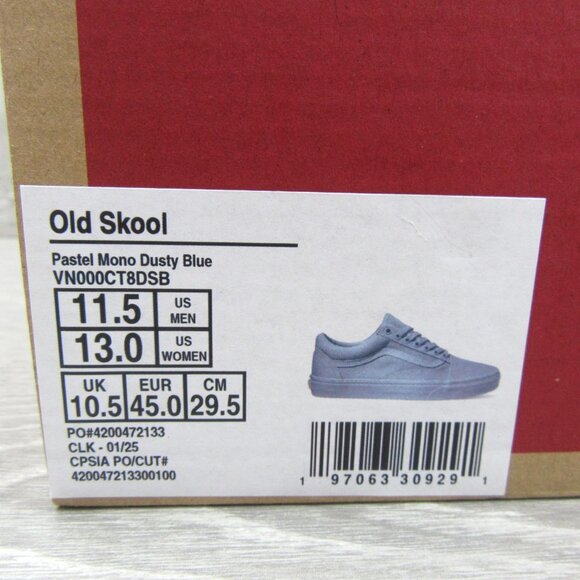 Old Skool
Pastel Mono Dusty Blue
VN000CT8DSB
11.5 US MEN
13.0 US WOMEN
UK EUR CM
10.5 45.0 29.5
PO#4200472133
CLK - 01/25
CPSIA PO/CUT#
420047213300100
1 97063 30929 1